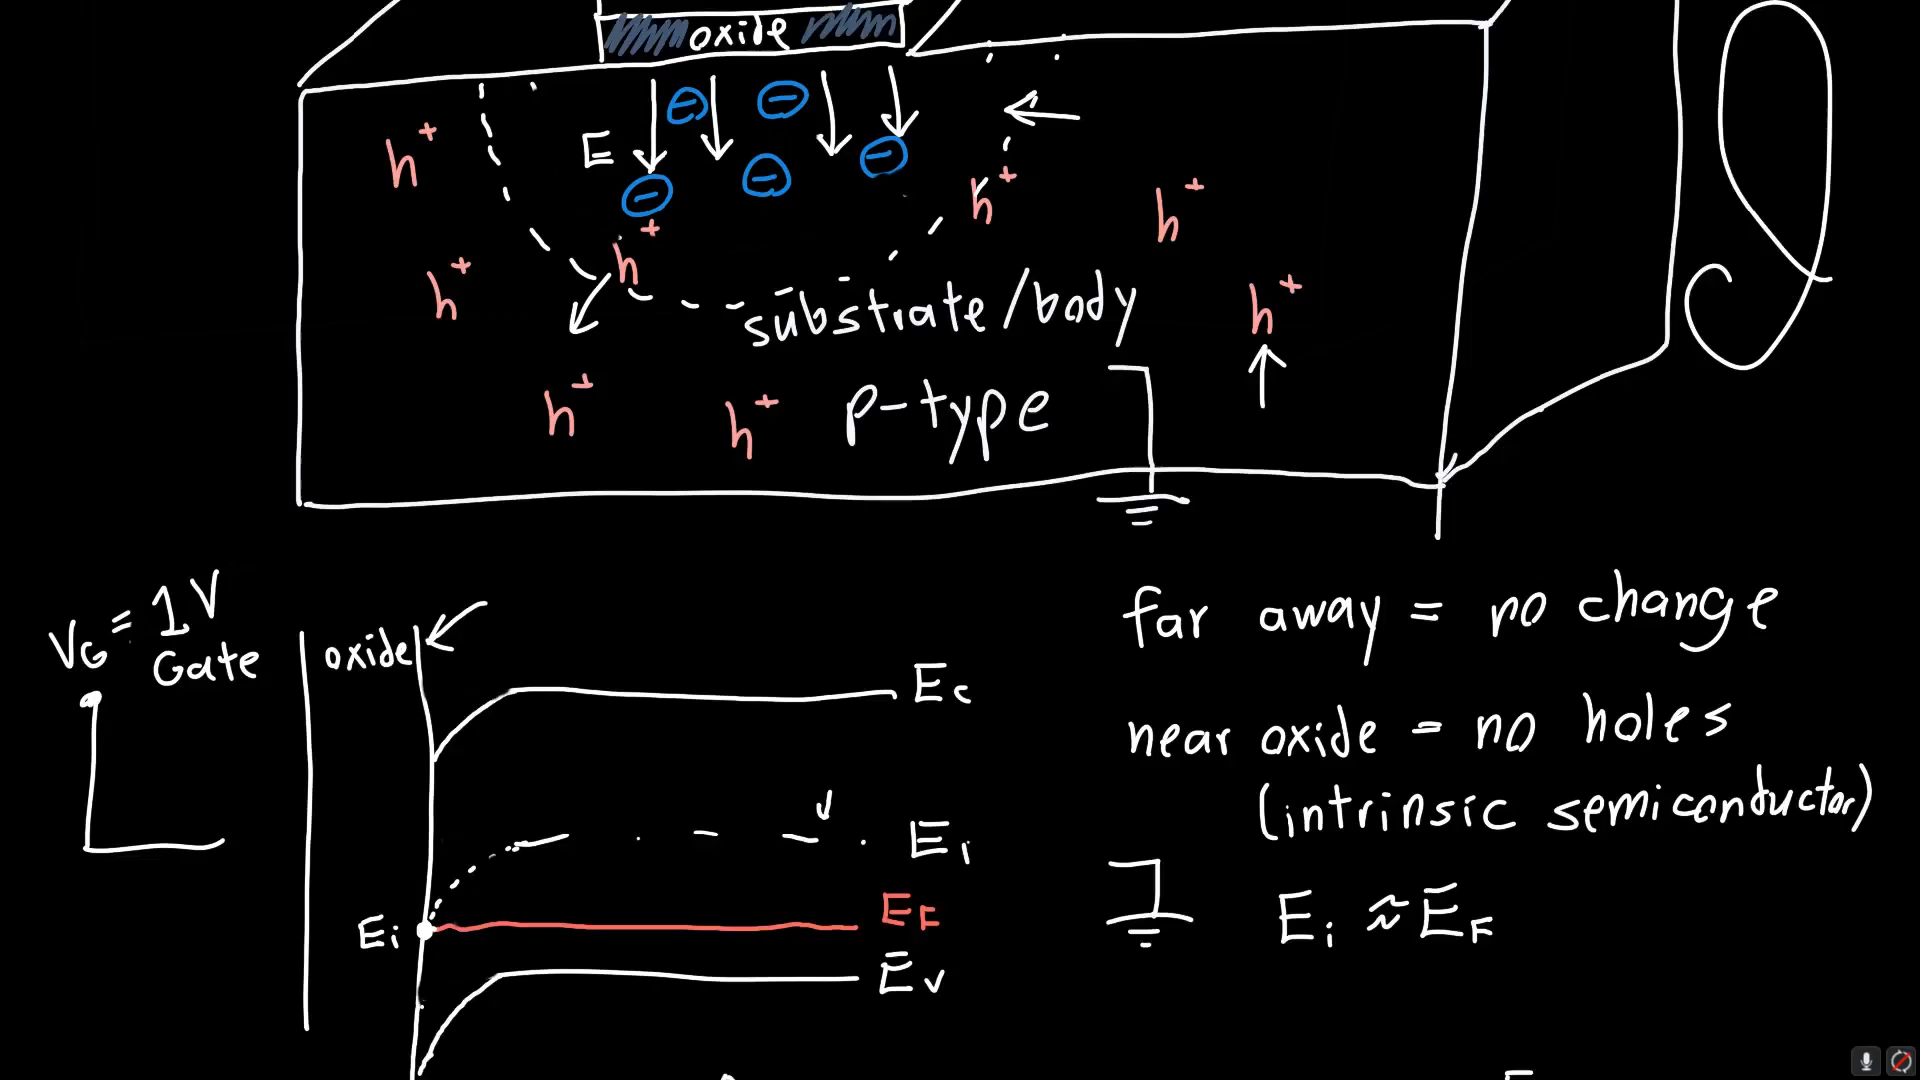 oxide
h+
E
h+
h+
h+
h+
h+
substrate/body
h+
h+
h+
p-type
VG = 1V
Gate
oxide
Ec
Ei
EF
Ei
Ev
far away = no change
near oxide = no holes
(intrinsic semiconductor)
Ei ≈ EF